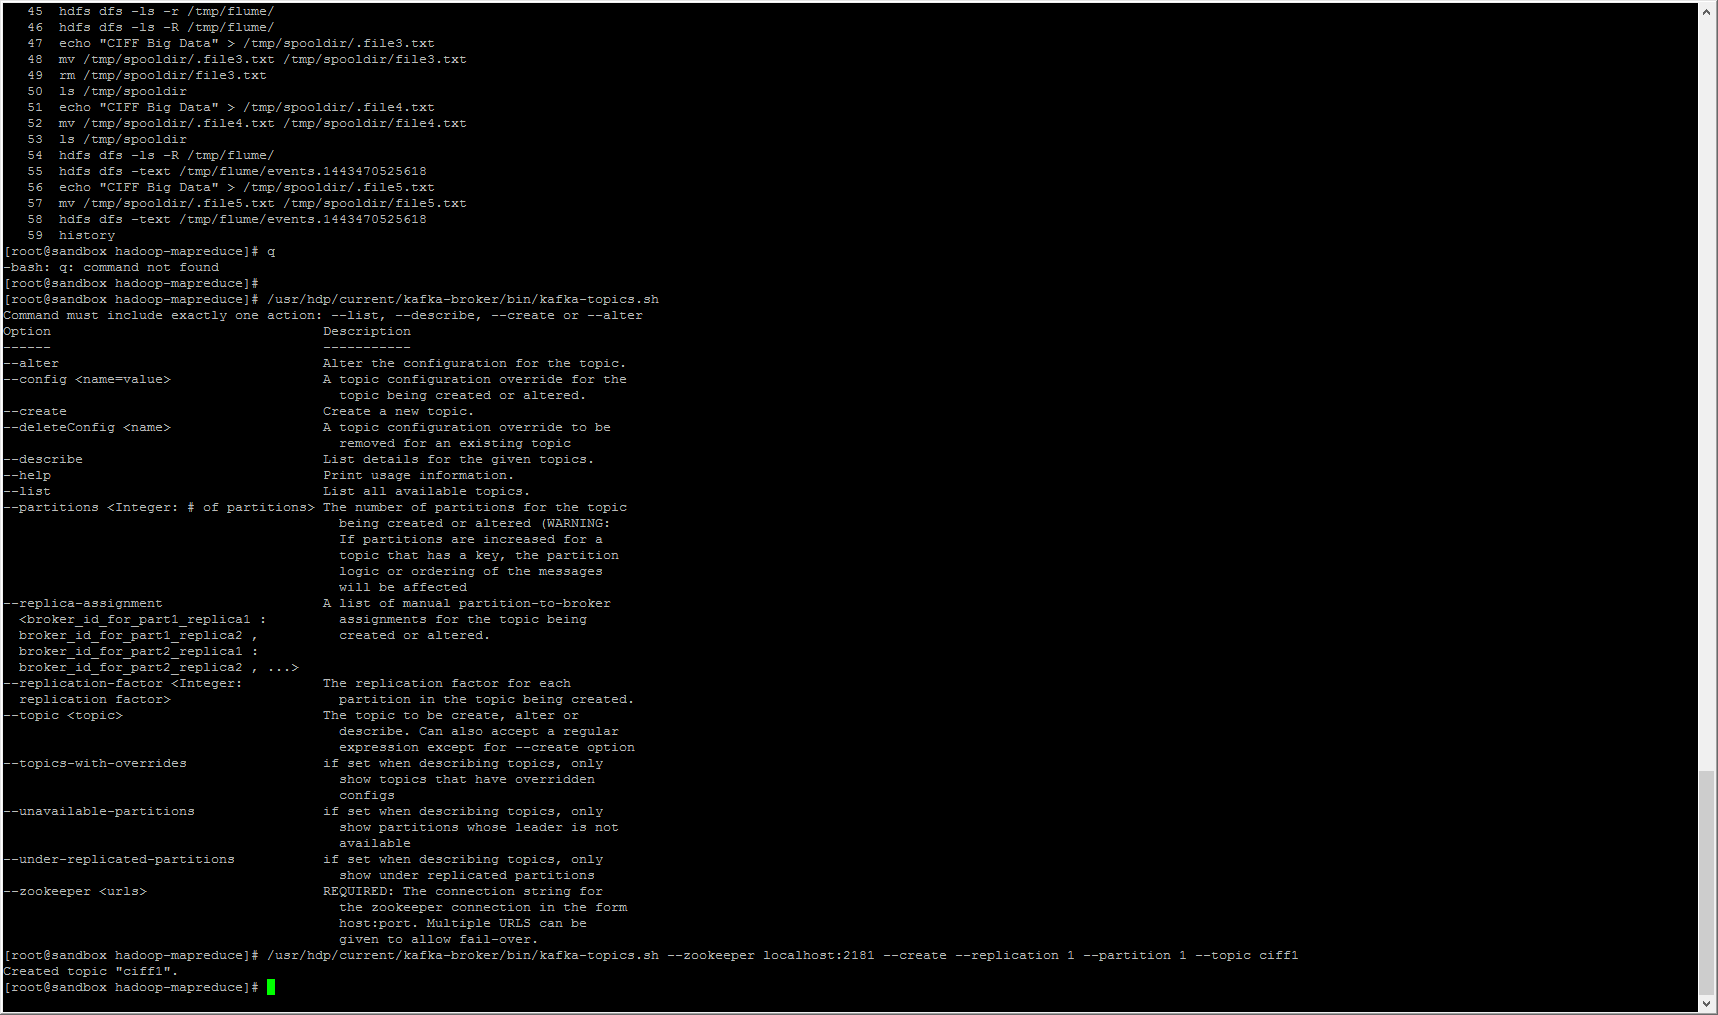 45  hdfs dfs -ls -r /tmp/flume/
46  hdfs dfs -ls -R /tmp/flume/
47  echo "CIFF Big Data" > /tmp/spooldir/.file3.txt
48  mv /tmp/spooldir/.file3.txt /tmp/spooldir/file3.txt
49  rm /tmp/spooldir/file3.txt
50  ls /tmp/spooldir
51  echo "CIFF Big Data" > /tmp/spooldir/.file4.txt
52  mv /tmp/spooldir/.file4.txt /tmp/spooldir/file4.txt
53  ls /tmp/spooldir
54  hdfs dfs -ls -R /tmp/flume/
55  hdfs dfs -text /tmp/flume/events.1443470525618
56  echo "CIFF Big Data" > /tmp/spooldir/.file5.txt
57  mv /tmp/spooldir/.file5.txt /tmp/spooldir/file5.txt
58  hdfs dfs -text /tmp/flume/events.1443470525618
59  history
[root@sandbox hadoop-mapreduce]# q
-bash: q: command not found
[root@sandbox hadoop-mapreduce]#
[root@sandbox hadoop-mapreduce]# /usr/hdp/current/kafka-broker/bin/kafka-topics.sh
Command must include exactly one action: --list, --describe, --create or --alter
Option                                  Description
------                                  -----------
--alter                                 Alter the configuration for the topic.
--config <name=value>                   A topic configuration override for the
                                          topic being created or altered.
--create                                Create a new topic.
--deleteConfig <name>                   A topic configuration override to be
                                          removed for an existing topic
--describe                              List details for the given topics.
--help                                  Print usage information.
--list                                  List all available topics.
--partitions <Integer: # of partitions> The number of partitions for the topic
                                          being created or altered (WARNING:
                                          If partitions are increased for a
                                          topic that has a key, the partition
                                          logic or ordering of the messages
                                          will be affected
--replica-assignment                    A list of manual partition-to-broker
  <broker_id_for_part1_replica1 :         assignments for the topic being
  broker_id_for_part1_replica2 ,          created or altered.
  broker_id_for_part2_replica1 :
  broker_id_for_part2_replica2 , ...>
--replication-factor <Integer:          The replication factor for each
  replication factor>                     partition in the topic being created.
--topic <topic>                         The topic to be create, alter or
                                          describe. Can also accept a regular
                                          expression except for --create option
--topics-with-overrides                 if set when describing topics, only
                                          show topics that have overridden
                                          configs
--unavailable-partitions                if set when describing topics, only
                                          show partitions whose leader is not
                                          available
--under-replicated-partitions           if set when describing topics, only
                                          show under replicated partitions
--zookeeper <urls>                      REQUIRED: The connection string for
                                          the zookeeper connection in the form
                                          host:port. Multiple URLS can be
                                          given to allow fail-over.
[root@sandbox hadoop-mapreduce]# /usr/hdp/current/kafka-broker/bin/kafka-topics.sh --zookeeper localhost:2181 --create --replication 1 --partition 1 --topic ciff1
Created topic "ciff1".
[root@sandbox hadoop-mapreduce]#